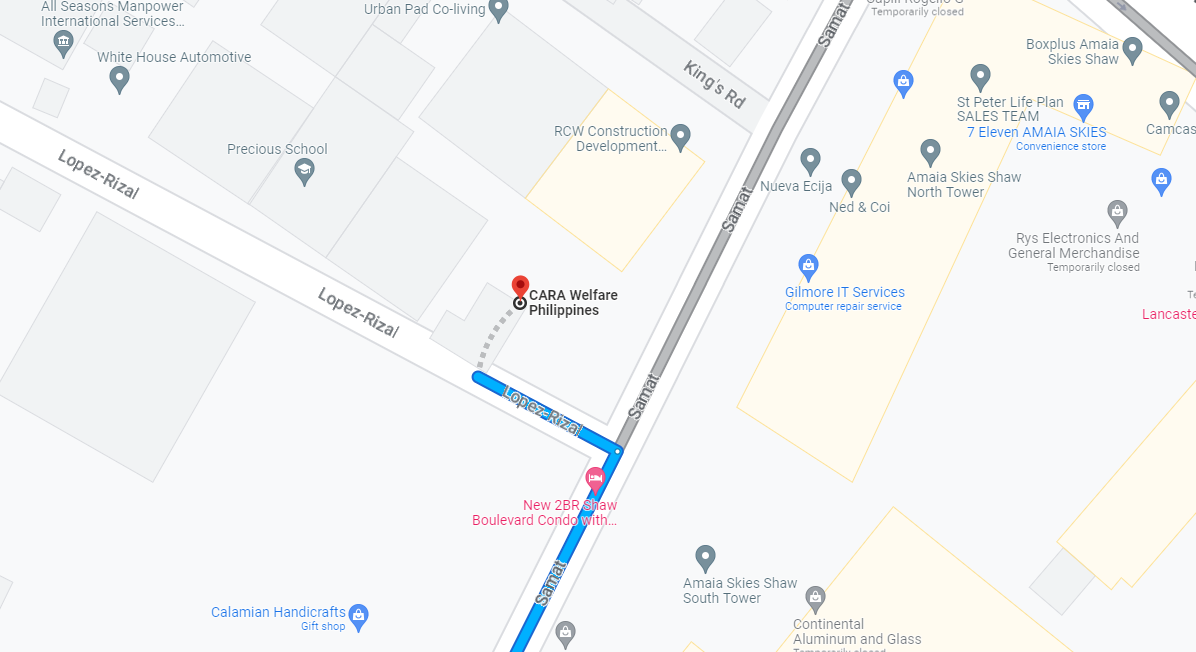 All Seasons Manpower
International Services...
Urban Pad Co-living
Temporarily closed
Samat
White House Automotive
King's Rd
Boxplus Amaia
Skies Shaw
St Peter Life Plan
SALES TEAM
7 Eleven AMAIA SKIES
Convenience store
RCW Construction
Development...
Precious School
Lopez-Rizal
Nueva Ecija
Ned & Coi
Amaia Skies Shaw
North Tower
Samat
Rys Electronics And
General Merchandise
Temporarily closed
Gilmore IT Services
Computer repair service
CARA Welfare
Philippines
Lopez-Rizal
Lancaste
Samat
Lopez-Rizal
New 2BR Shaw
Boulevard Condo with...
Samat
Amaia Skies Shaw
South Tower
Calamian Handicrafts
Gift shop
Continental
Aluminum and Glass
Temporarily closed